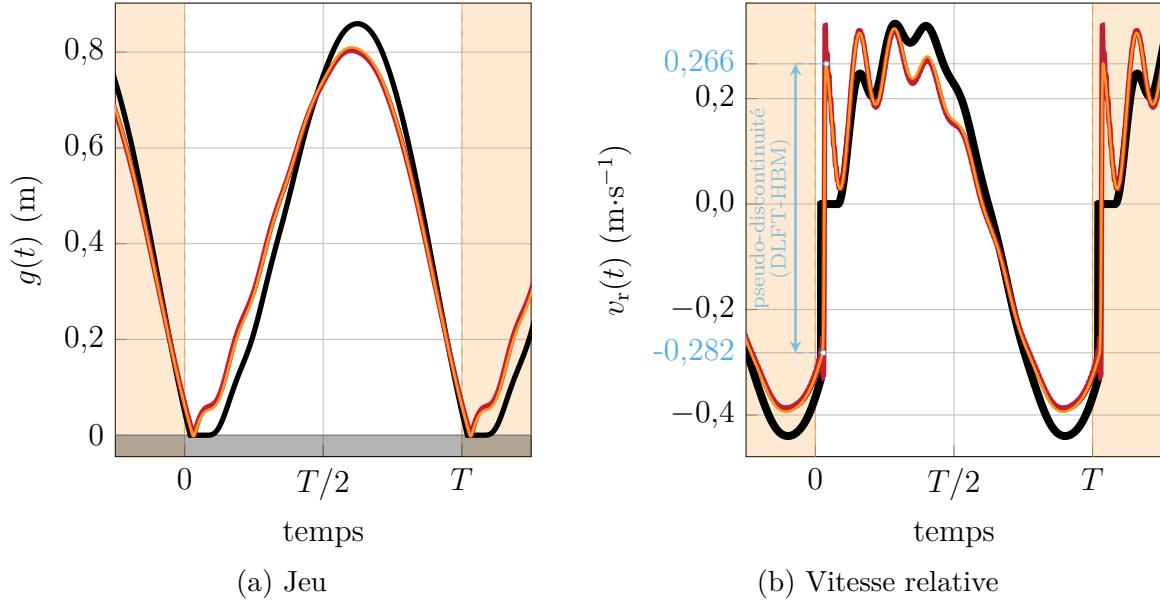 g(t) (m)
0,8
0,6
0,4
0,2
0
0
T/2
T
temps
(a) Jeu
v_r(t) (m·s⁻¹)
0,266
0,2
0,0
−0,2
-0,282
−0,4
pseudo-discontinuité
(DLFT-HBM)
0
T/2
T
temps
(b) Vitesse relative